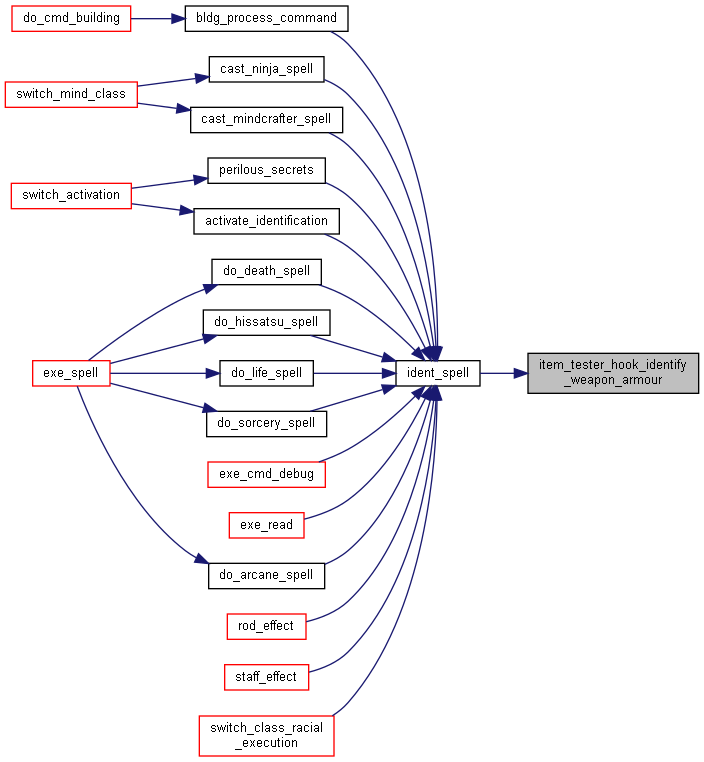 do_cmd_building
bldg_process_command
cast_ninja_spell
switch_mind_class
cast_mindcrafter_spell
perilous_secrets
switch_activation
activate_identification
do_death_spell
do_hissatsu_spell
exe_spell
do_life_spell
ident_spell
item_tester_hook_identify
_weapon_armour
do_sorcery_spell
exe_cmd_debug
exe_read
do_arcane_spell
rod_effect
staff_effect
switch_class_racial
_execution